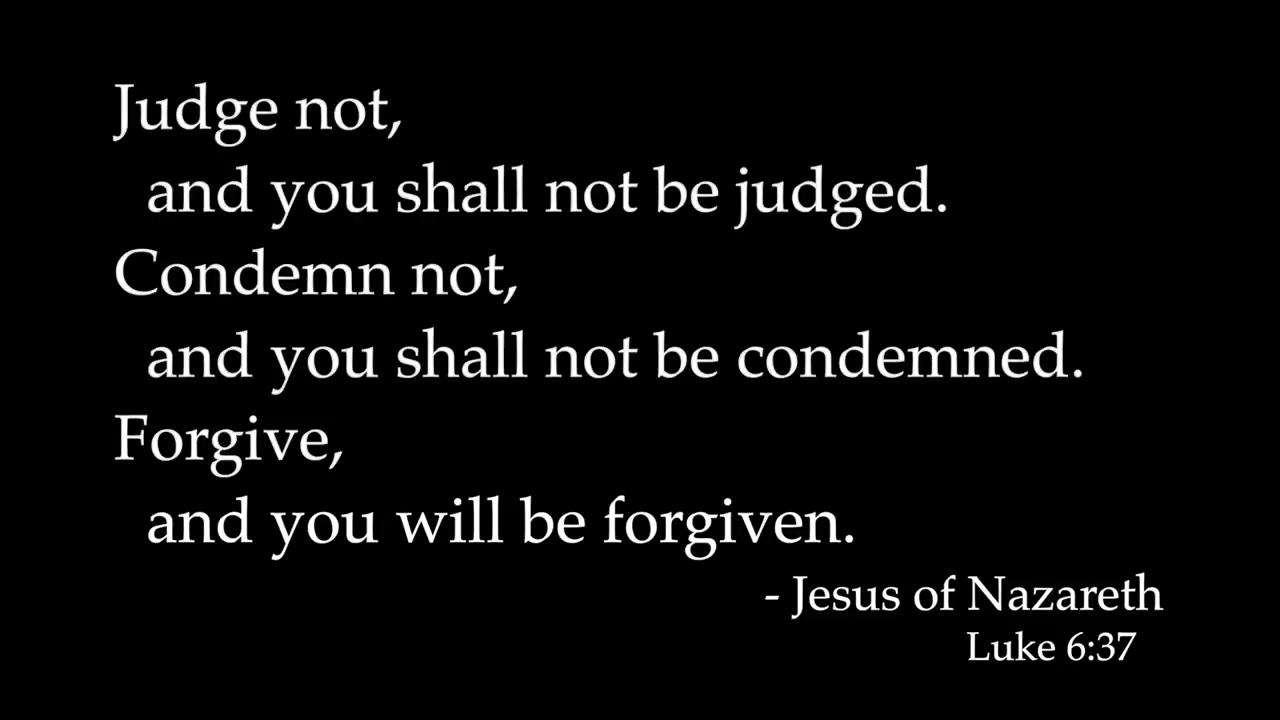 Judge not,
and you shall not be judged.
Condemn not,
and you shall not be condemned.
Forgive,
and you will be forgiven.
- Jesus of Nazareth
Luke 6:37